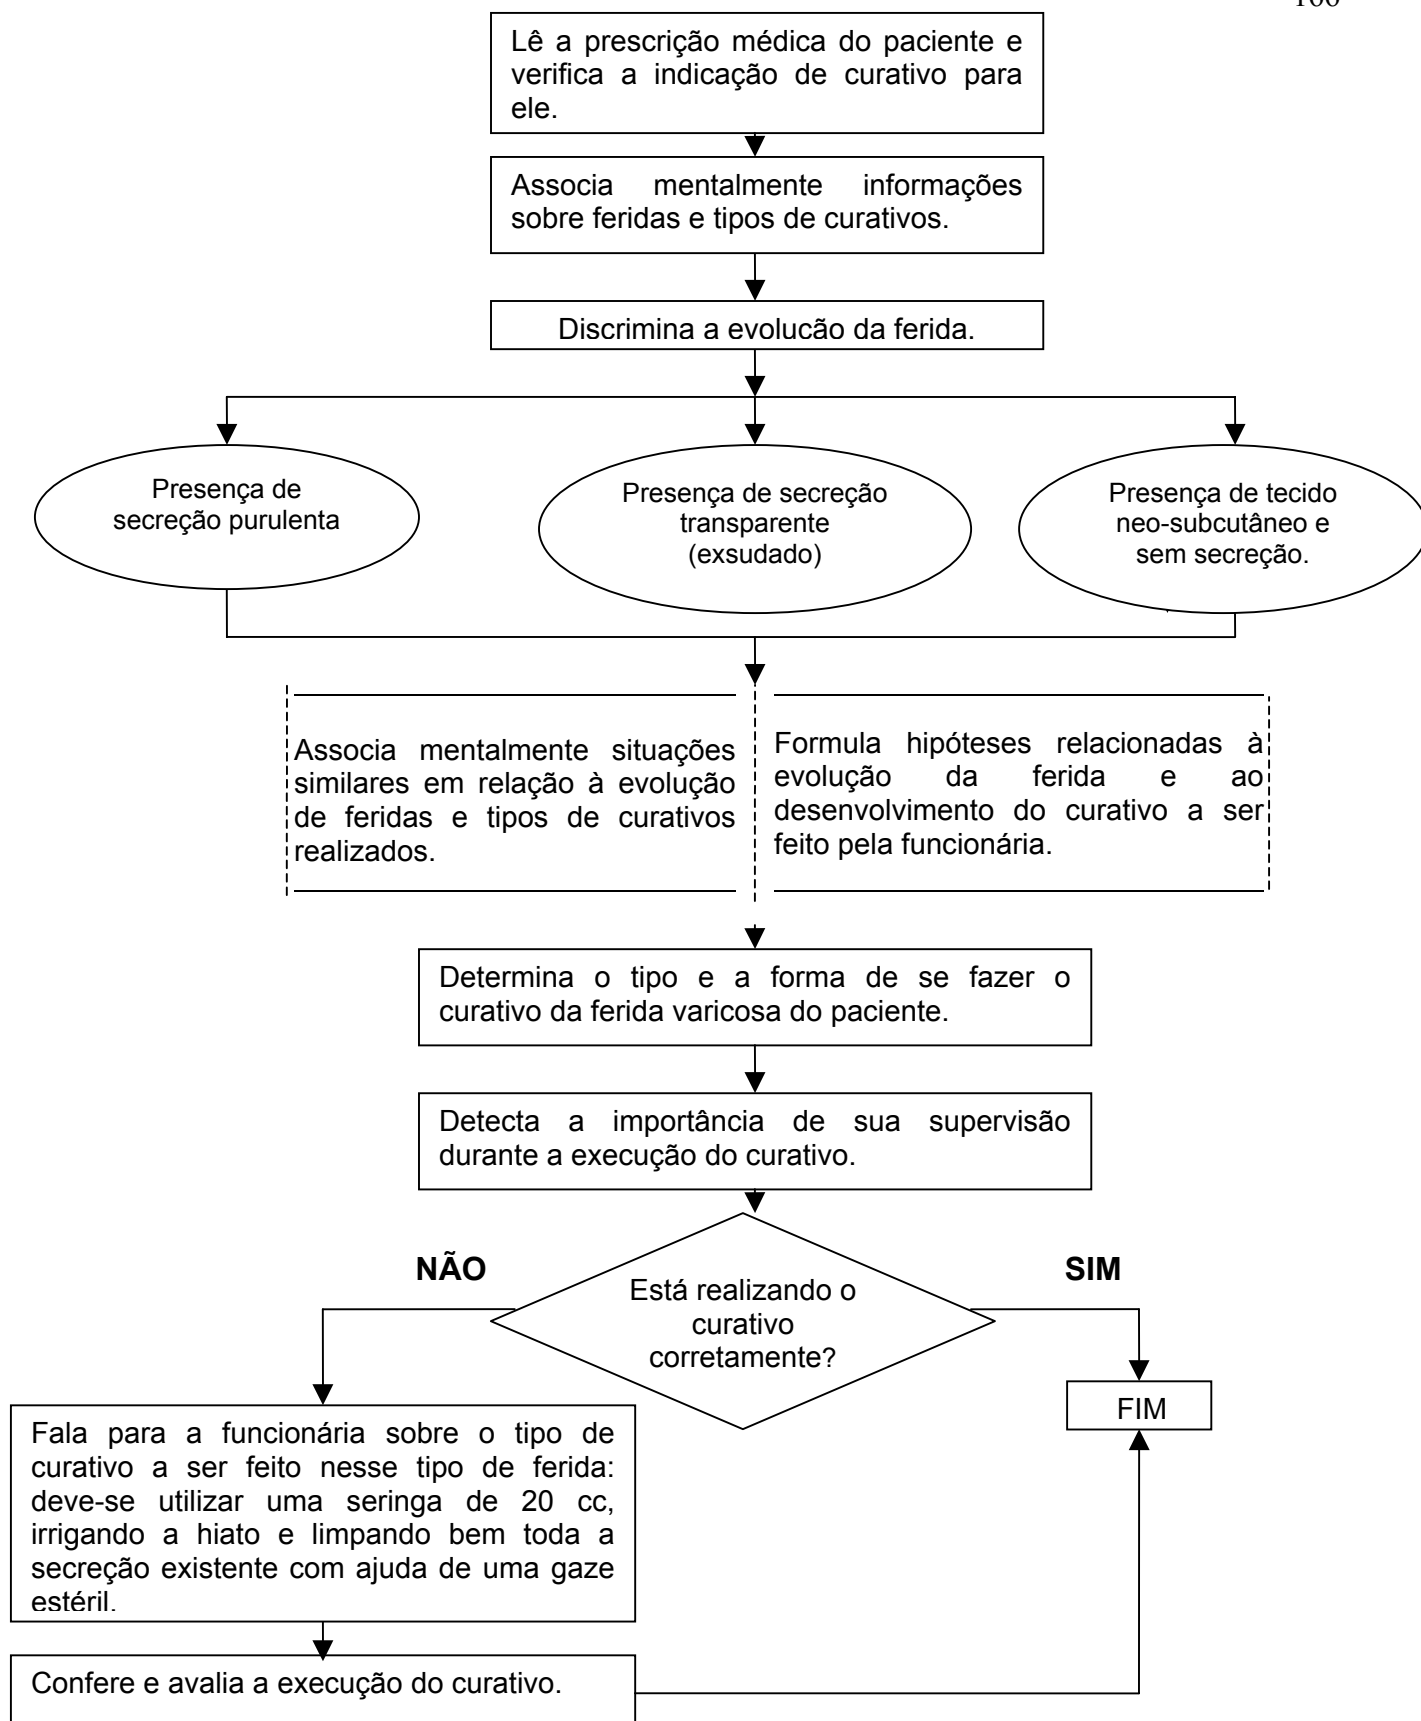 Lê a prescrição médica do paciente e
verifica a indicação de curativo para
ele.
Associa mentalmente informações
sobre feridas e tipos de curativos.
Discrimina a evolucão da ferida.
Presença de
secreção purulenta
Presença de secreção
transparente
(exsudado)
Presença de tecido
neo-subcutâneo e
sem secreção.
Associa mentalmente situações
similares em relação à evolução
de feridas e tipos de curativos
realizados.
Formula hipóteses relacionadas à
evolução da ferida e ao
desenvolvimento do curativo a ser
feito pela funcionária.
Determina o tipo e a forma de se fazer o
curativo da ferida varicosa do paciente.
Detecta a importância de sua supervisão
durante a execução do curativo.
NÃO
SIM
Está realizando o
curativo
corretamente?
FIM
Fala para a funcionária sobre o tipo de
curativo a ser feito nesse tipo de ferida:
deve-se utilizar uma seringa de 20 cc,
irrigando a hiato e limpando bem toda a
secreção existente com ajuda de uma gaze
estéril.
Confere e avalia a execução do curativo.